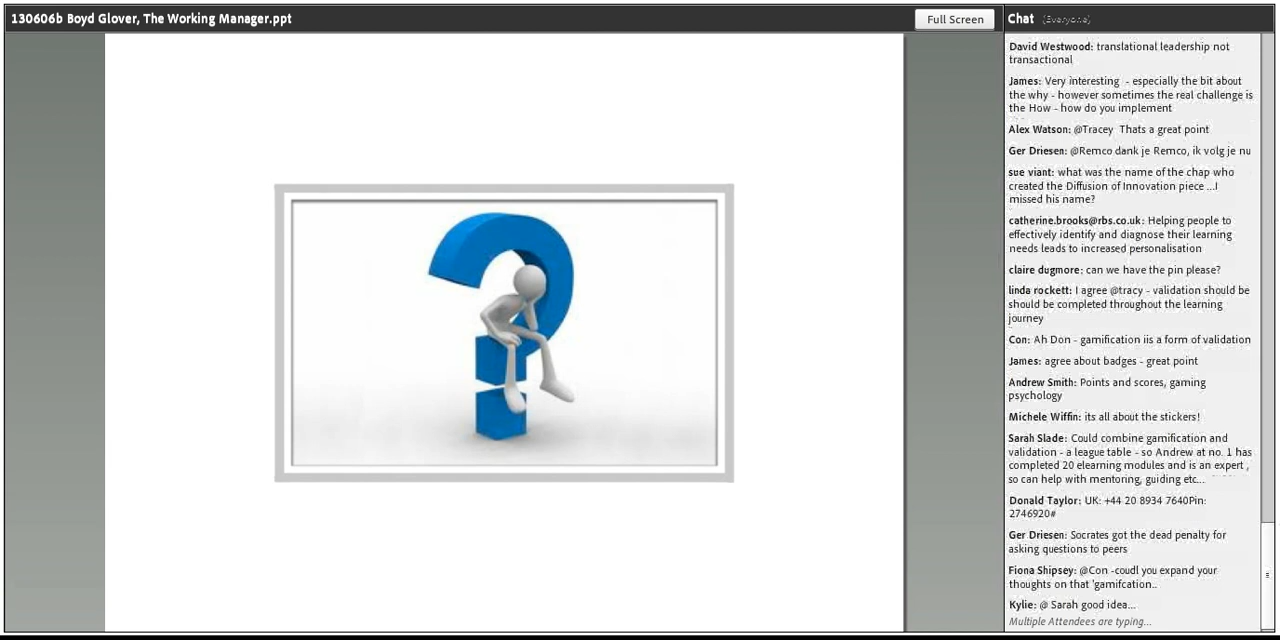 130606b Boyd Glover, The Working Manager.ppt
Full Screen
Chat (Everyone)
David Westwood: translational leadership not
transactional
James: Very interesting - especially the bit about
the why - however sometimes the real challenge is
the How - how do you implement
Alex Watson: @Tracey Thats a great point
Ger Driesen: @Remco dank je Remco, ik volg je nu
sue viant: what was the name of the chap who
created the Diffusion of Innovation piece ...I
missed his name?
catherine.brooks@rbs.co.uk: Helping people to
effectively identify and diagnose their learning
needs leads to increased personalisation
claire dugmore: can we have the pin please?
linda rockett: I agree @tracy - validation should be
should be completed throughout the learning
journey
Con: Ah Don - gamification iis a form of validation
James: agree about badges - great point
Andrew Smith: Points and scores, gaming
psychology
Michele Wiffin: its all about the stickers!
Sarah Slade: Could combine gamification and
validation - a league table - so Andrew at no. 1 has
completed 20 elearning modules and is an expert ,
so can help with mentoring, guiding etc...
Donald Taylor: UK: +44 20 8934 7640Pin:
2746920#
Ger Driesen: Socrates got the dead penalty for
asking questions to peers
Fiona Shipsey: @Con -coudl you expand your
thoughts on that 'gamifcation..
Kylie: @ Sarah good idea...
Multiple Attendees are typing...